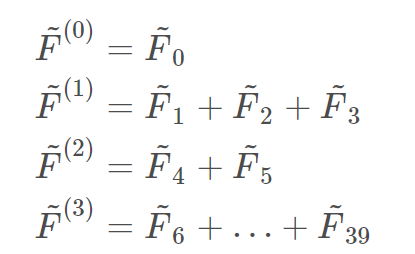 F̃⁽⁰⁾ = F̃₀
F̃⁽¹⁾ = F̃₁ + F̃₂ + F̃₃
F̃⁽²⁾ = F̃₄ + F̃₅
F̃⁽³⁾ = F̃₆ + … + F̃₃₉